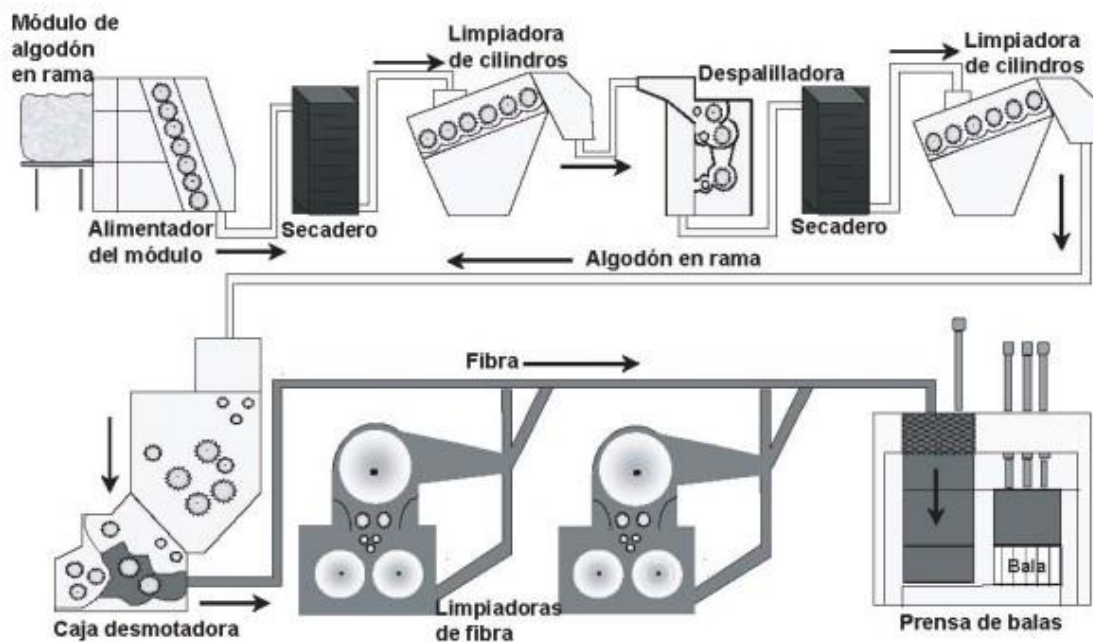 Módulo de
algodón
en rama
Limpiadora
de cilindros
Despalilladora
Limpiadora
de cilindros
Alimentador
del módulo
Secadero
Secadero
Algodón en rama
Fibra
Bala
Caja desmotadora
Limpiadoras
de fibra
Prensa de balas